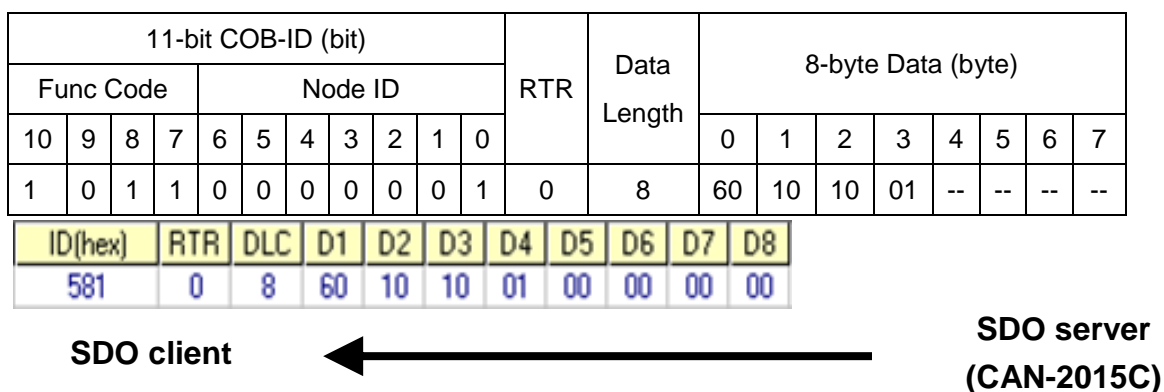 11-bit COB-ID (bit) RTR Data Length 8-byte Data (byte)
Func Code Node ID
10 9 8 7 6 5 4 3 2 1 0 0 1 2 3 4 5 6 7
1 0 1 1 0 0 0 0 0 0 1 0 8 60 10 10 01 -- -- -- --
ID(hex) RTR DLC D1 D2 D3 D4 D5 D6 D7 D8
581 0 8 60 10 10 01 00 00 00 00
SDO client
SDO server
(CAN-2015C)